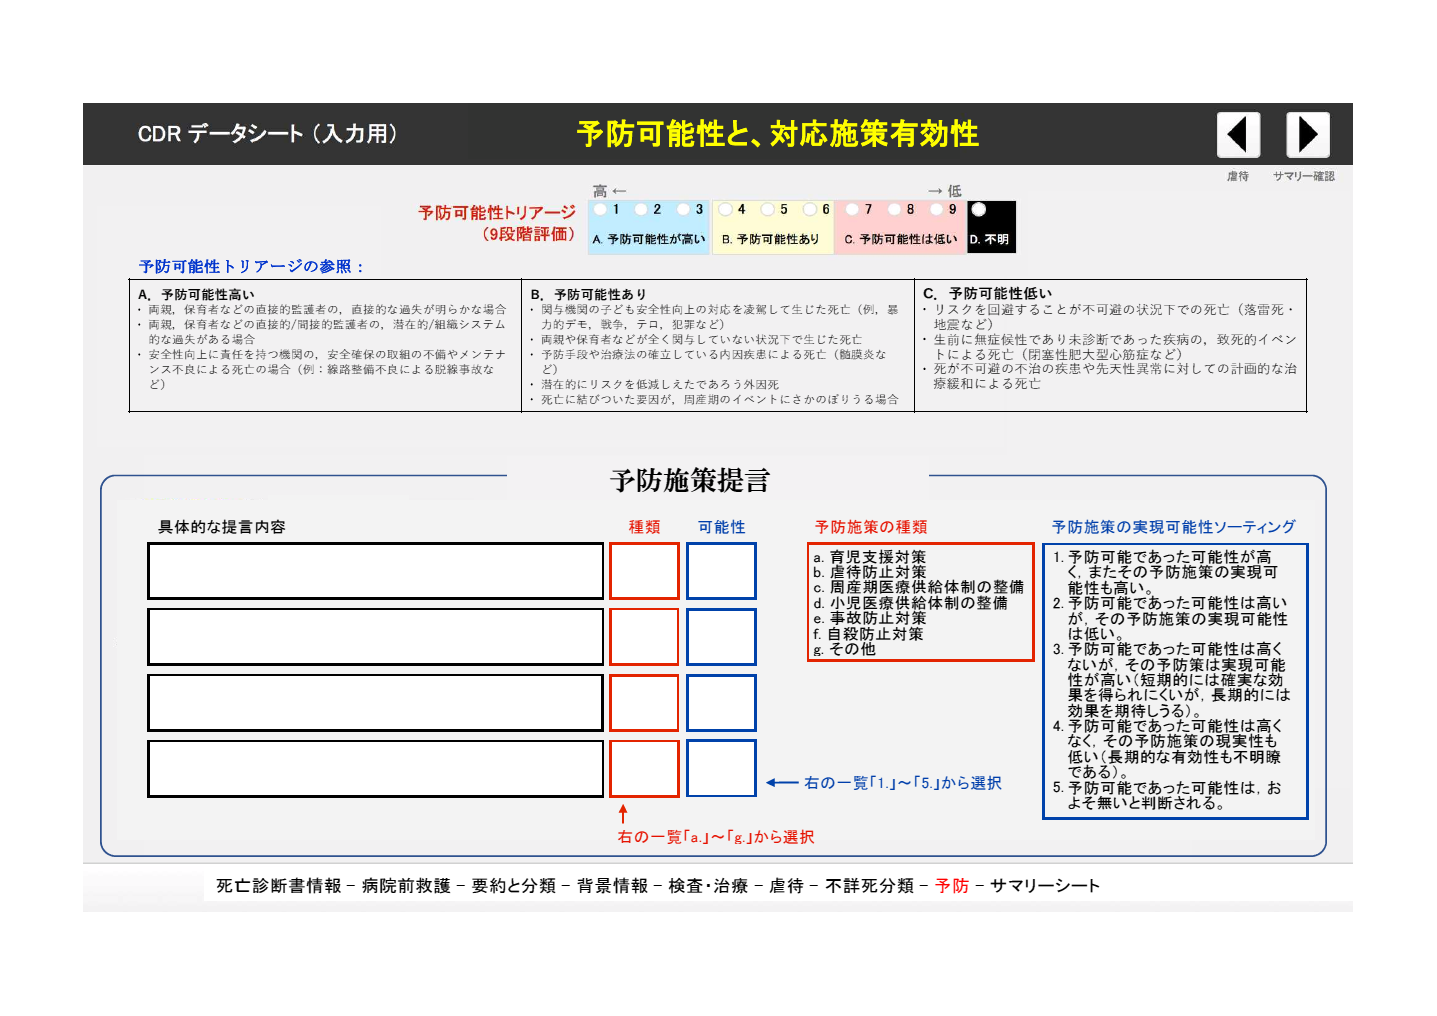 CDR データシート（入力用）
予防可能性と、対応施策有効性
虐待
サマリー確認
高 ←
→ 低
予防可能性トリアージ
（9段階評価）
1 2 3 4 5 6 7 8 9
A. 予防可能性が高い
B. 予防可能性あり
C. 予防可能性は低い
D. 不明
予防可能性トリアージの参照：
A．予防可能性高い
・両親，保育者などの直接的監護者の，直接的な過失が明らかな場合
・両親，保育者などの直接的/間接的監護者の，潜在的/組織システム
的な過失がある場合
・安全性向上に責任を持つ機関の，安全確保の取組の不備やメンテナ
ンス不良による死亡の場合（例：線路整備不良による脱線事故な
ど）
B．予防可能性あり
・関与機関の子ども安全性向上の対応を凌駕して生じた死亡（例，暴
力的デモ，戦争，テロ，犯罪など）
・両親や保育者などが全く関与していない状況下で生じた死亡
・予防手段や治療法の確立している内因疾患による死亡（髄膜炎な
ど）
・潜在的にリスクを低減しえたであろう外因死
・死亡に結びついた要因が，周産期のイベントにさかのぼりうる場合
C．予防可能性低い
・リスクを回避することが不可避の状況下での死亡（落雷死・
地震など）
・生前に無症候性であり未診断であった疾病の，致死的イベン
トによる死亡（閉塞性肥大型心筋症など）
・死が不可避の不治の疾患や先天性異常に対しての計画的な治
療緩和による死亡
予防施策提言
具体的な提言内容
種類
可能性
予防施策の種類
a. 育児支援対策
b. 虐待防止対策
c. 周産期医療供給体制の整備
d. 小児医療供給体制の整備
e. 事故防止対策
f. 自殺防止対策
g. その他
予防施策の実現可能性ソーティング
1. 予防可能であった可能性が高
く，またその予防施策の実現可
能性も高い。
2. 予防可能であった可能性は高い
が，その予防施策の実現可能性
は低い。
3. 予防可能であった可能性は高く
ないが，その予防策は実現可能
性が高い（短期的には確実な効
果を得られにくいが，長期的には
効果を期待しうる）。
4. 予防可能であった可能性は高く
なく，その予防施策の現実性も
低い（長期的な有効性も不明瞭
である）。
5. 予防可能であった可能性は，お
よそ無いと判断される。
右の一覧「1.」～「5.」から選択
右の一覧「a.」～「g.」から選択
死亡診断書情報 － 病院前救護 － 要約と分類 － 背景情報 － 検査・治療 － 虐待 － 不詳死分類 － 予防 － サマリーシート